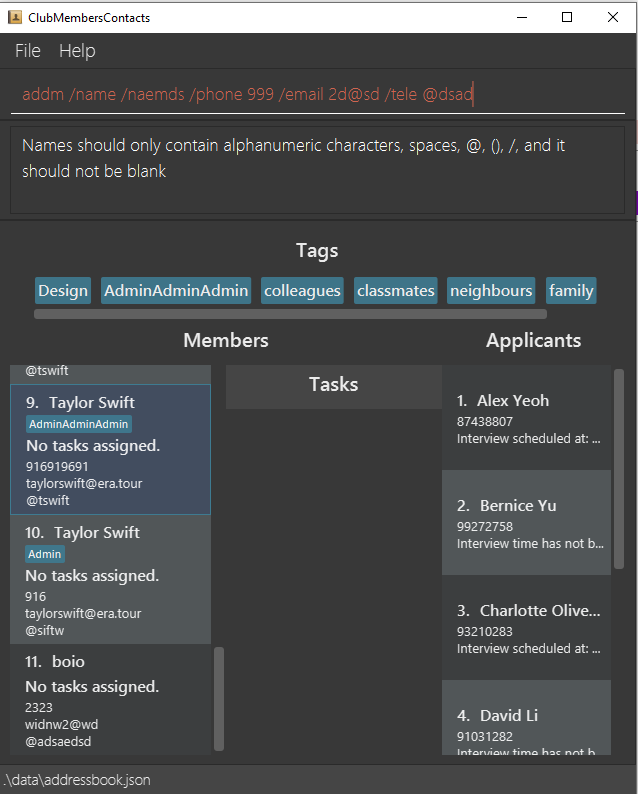 ClubMembersContacts
File Help
addm /name /naemds /phone 999 /email 2d@sd /tele @dsad
Names should only contain alphanumeric characters, spaces, @, (), /, and it
should not be blank
Tags
Design AdminAdminAdmin colleagues classmates neighbours family
Members
@tswift
9. Taylor Swift
AdminAdminAdmin
No tasks assigned.
916919691
taylorswift@era.tour
@tswift
10. Taylor Swift
Admin
No tasks assigned.
916
taylorswift@era.tour
@siftw
11. boio
No tasks assigned.
2323
widnw2@wd
@adsaedsd
Tasks
Applicants
1. Alex Yeoh
87438807
Interview scheduled at: ...
2. Bernice Yu
99272758
Interview time has not b...
3. Charlotte Olive...
93210283
Interview scheduled at: ...
4. David Li
91031282
Interview time has not b...
.\data\addressbook.json